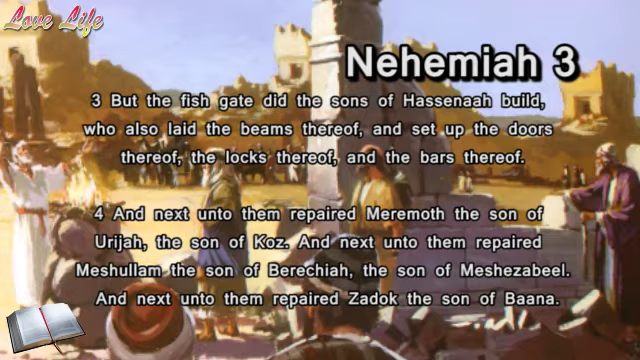 Love Life
Nehemiah 3
3 But the fish gate did the sons of Hassenaah build,
who also laid the beams thereof, and set up the doors
thereof, the locks thereof, and the bars thereof.
4 And next unto them repaired Meremoth the son of
Urijah, the son of Koz. And next unto them repaired
Meshullam the son of Berechiah, the son of Meshezabeel.
And next unto them repaired Zadok the son of Baana.